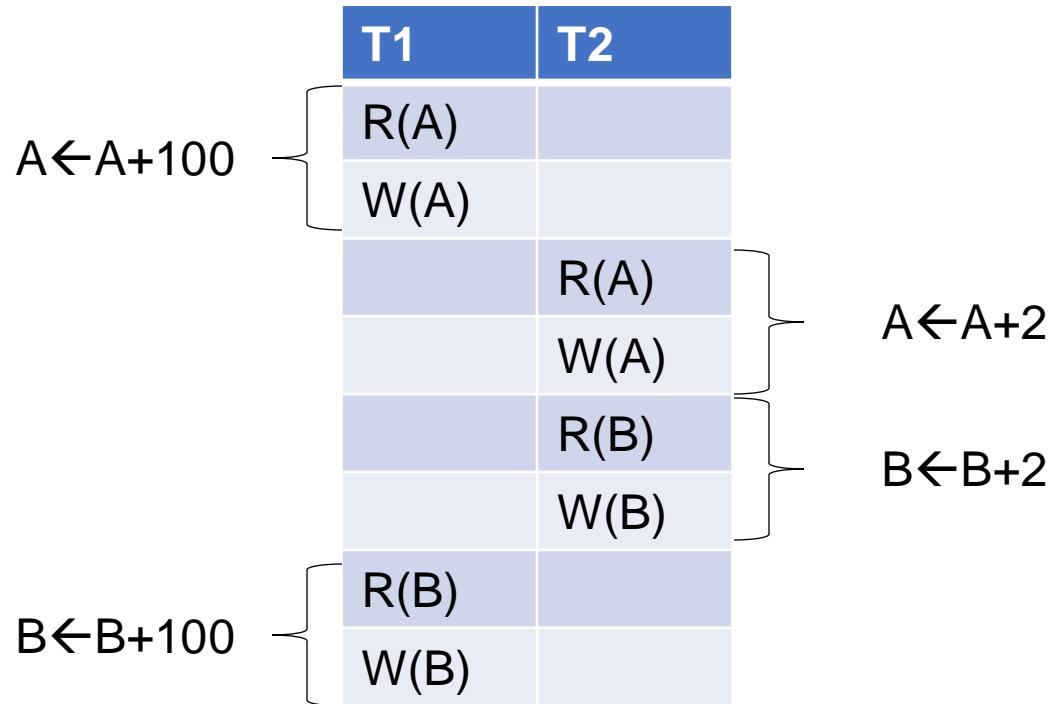 T1 T2
R(A)
A←A+100
W(A)
R(A)
A←A+2
W(A)
R(B)
B←B+2
W(B)
R(B)
B←B+100
W(B)